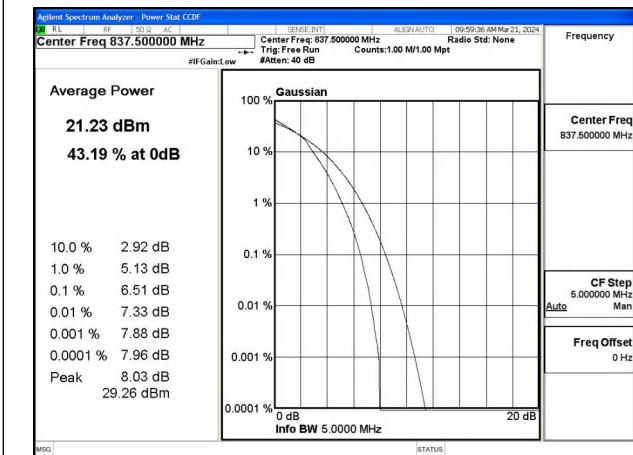 Agilent Spectrum Analyzer - Power Stat CCDF
RL RF 50 Ω AC SENSE:INT ALIGN AUTO 09:59:36 AM Mar 21, 2024
Center Freq 837.500000 MHz
Center Freq: 837.500000 MHz Radio Std: None
Trig: Free Run Counts:1.00 M/1.00 Mpt
#IFGain:Low #Atten: 40 dB
Frequency
Average Power
21.23 dBm
43.19 % at 0dB
10.0 % 2.92 dB
1.0 % 5.13 dB
0.1 % 6.51 dB
0.01 % 7.33 dB
0.001 % 7.88 dB
0.0001 % 7.96 dB
Peak 8.03 dB
29.26 dBm
Gaussian
100 %
10 %
1 %
0.1 %
0.01 %
0.001 %
0.0001 %
0 dB 20 dB
Info BW 5.0000 MHz
Center Freq
837.500000 MHz
CF Step
5.000000 MHz
Auto Man
Freq Offset
0 Hz
MSG STATUS